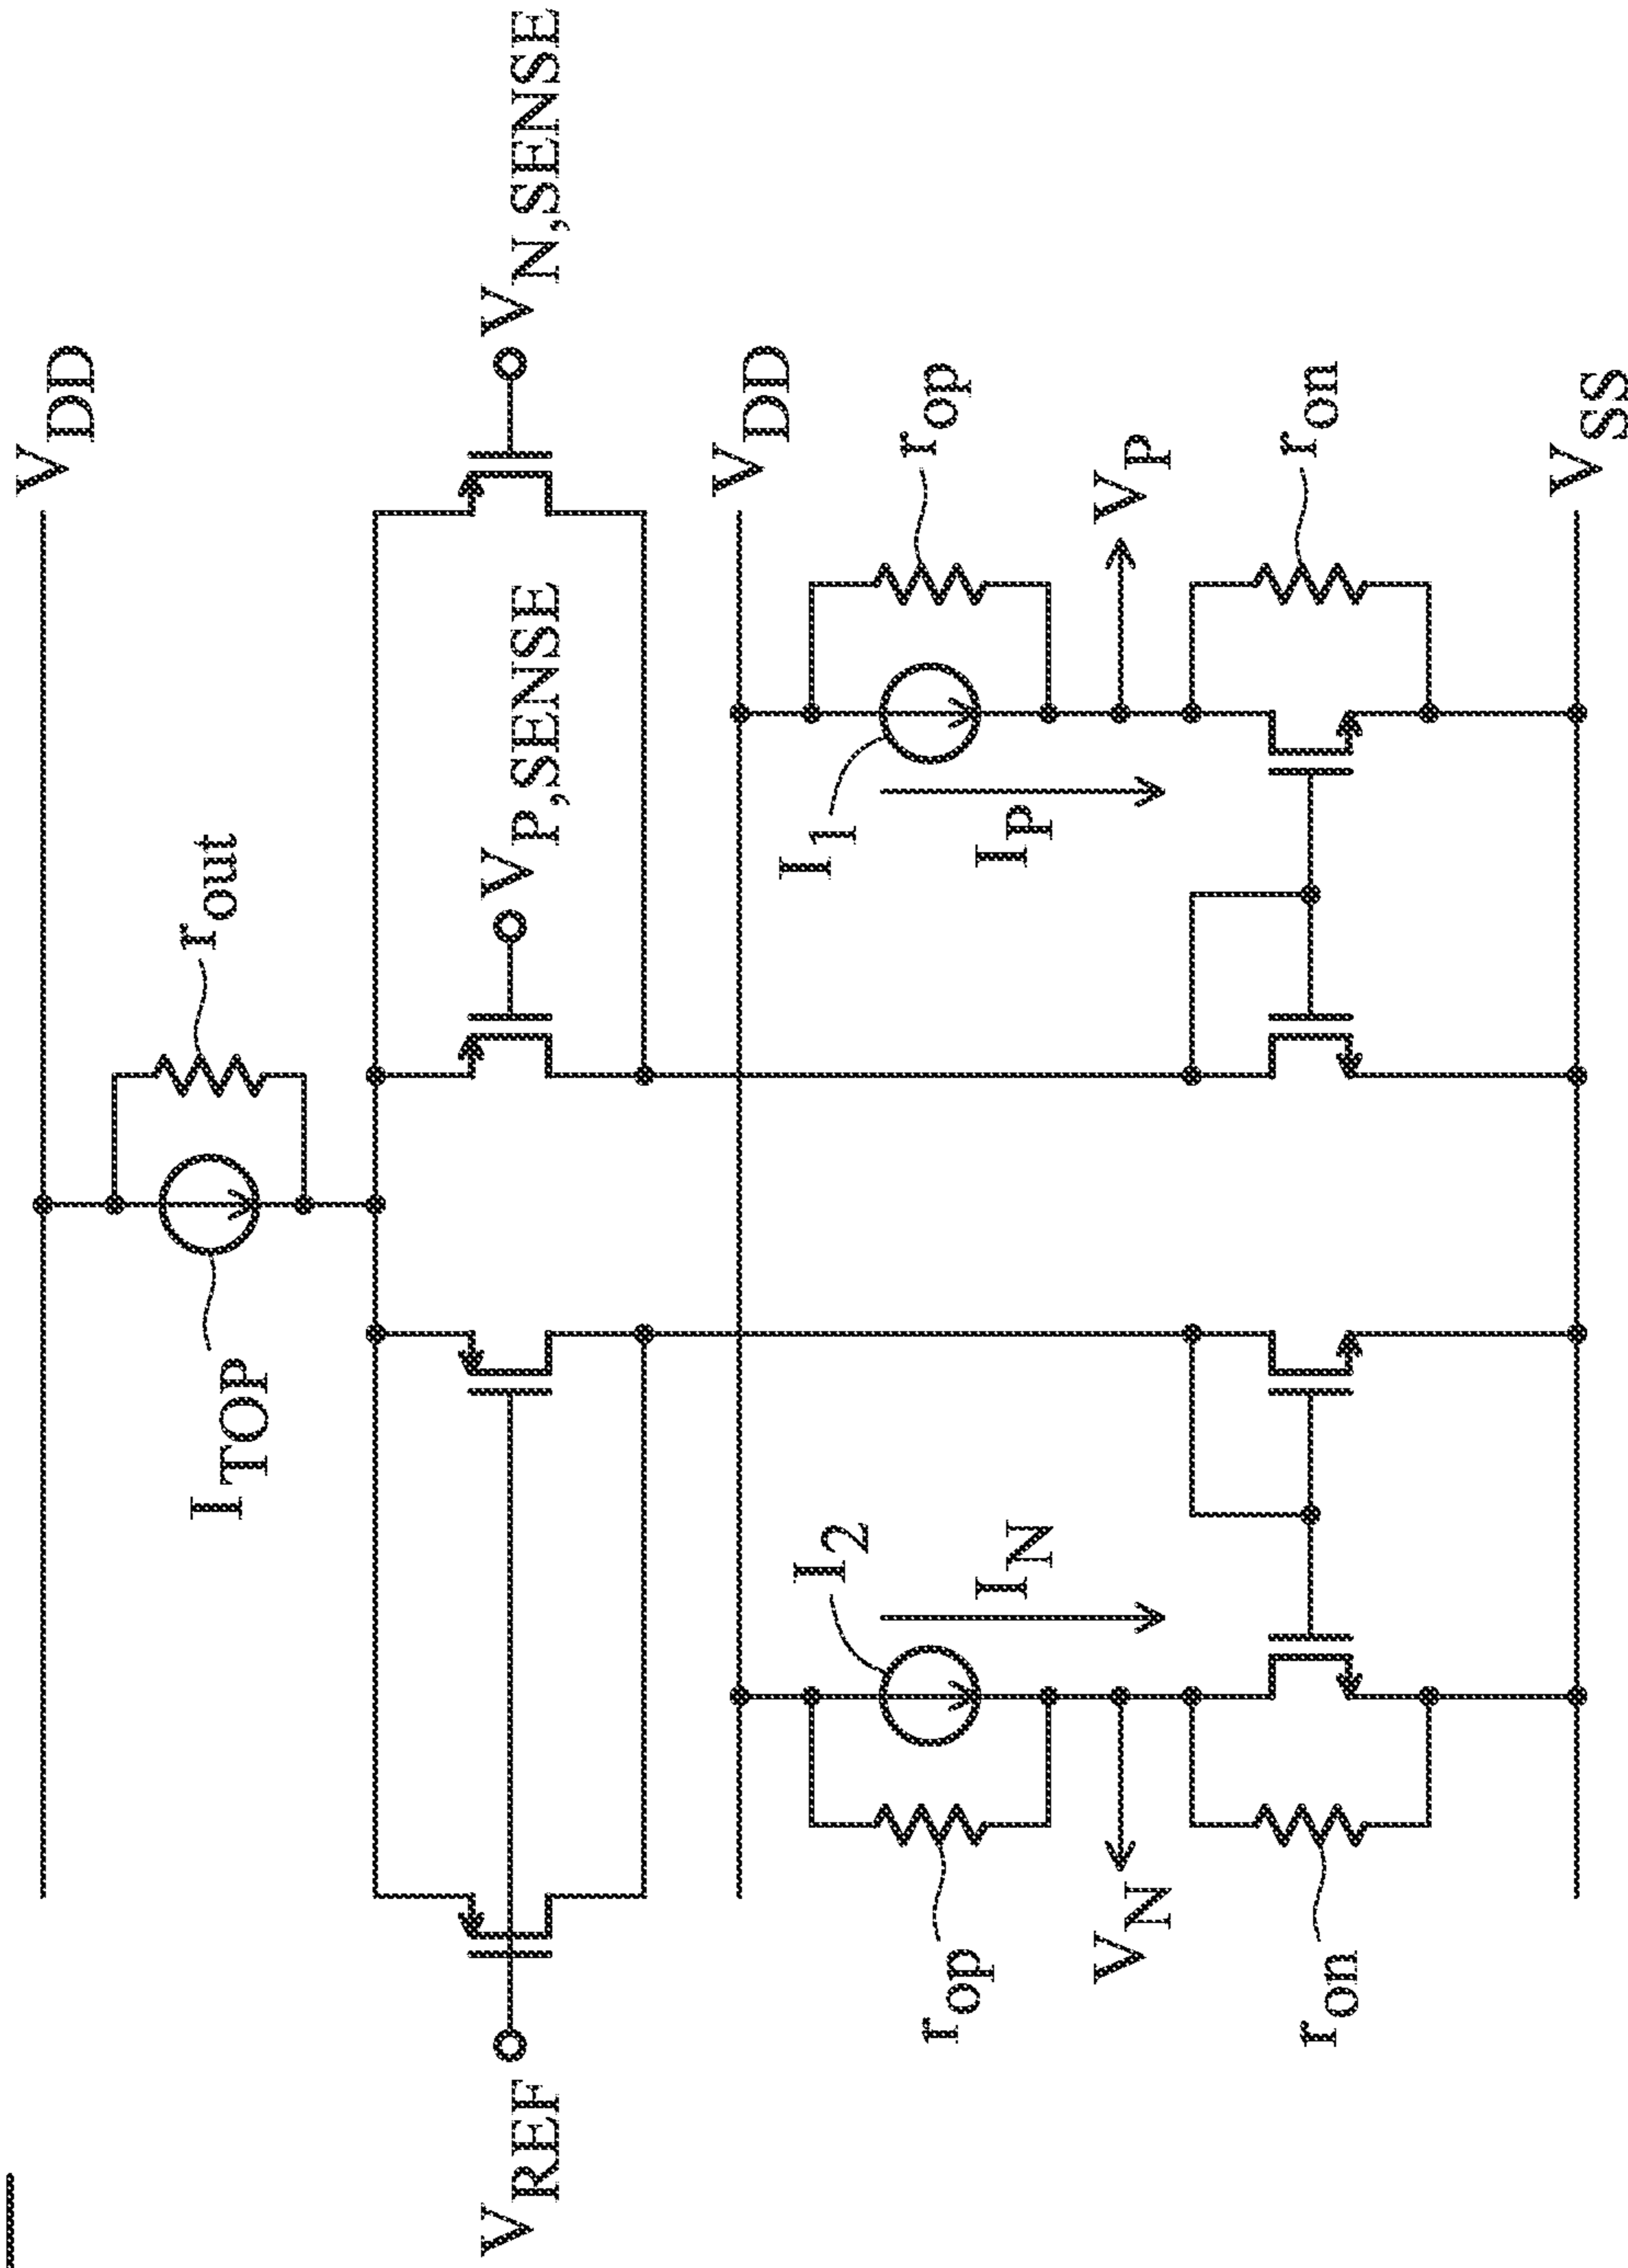 V_DD
I_TOP
r_out
V_REF
V_P,SENSE
V_N,SENSE
V_DD
I_2
I_1
r_op
I_N
I_P
r_op
V_N
V_P
r_on
r_on
V_SS